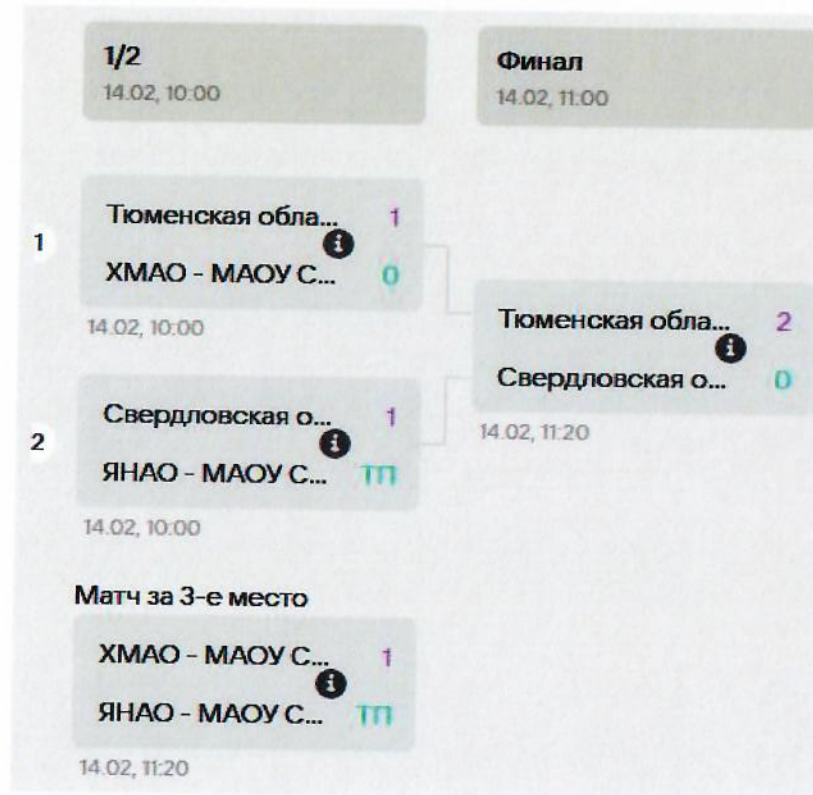 1/2
14.02, 10:00
Финал
14.02, 11:00
1
Тюменская обла... 1
ХМАО - МАОУ С... 0
14.02, 10:00
2
Свердловская о... 1
ЯНАО - МАОУ С... ТП
14.02, 10:00
Тюменская обла... 2
Свердловская о... 0
14.02, 11:20
Матч за 3-е место
ХМАО - МАОУ С... 1
ЯНАО - МАОУ С... ТП
14.02, 11:20